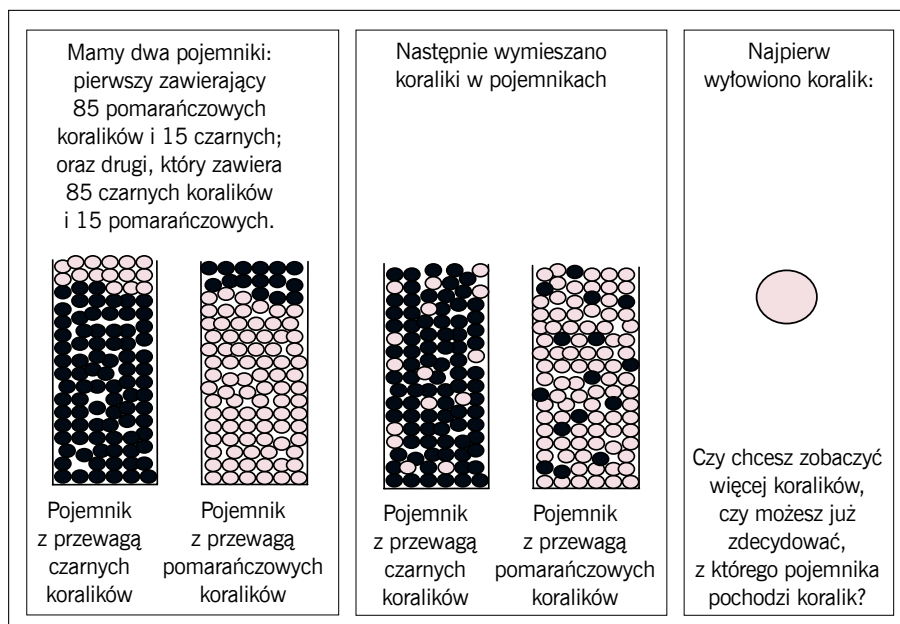 Mamy dwa pojemniki:
pierwszy zawierający
85 pomarańczowych
koralików i 15 czarnych;
oraz drugi, który zawiera
85 czarnych koralików
i 15 pomarańczowych.
Pojemnik
z przewagą
czarnych
koralików
Pojemnik
z przewagą
pomarańczowych
koralików
Następnie wymieszano
koraliki w pojemnikach
Pojemnik
z przewagą
czarnych
koralików
Pojemnik
z przewagą
pomarańczowych
koralików
Najpierw
wyłowiono koralik:
Czy chcesz zobaczyć
więcej koralików,
czy możesz już
zdecydować,
z którego pojemnika
pochodzi koralik?